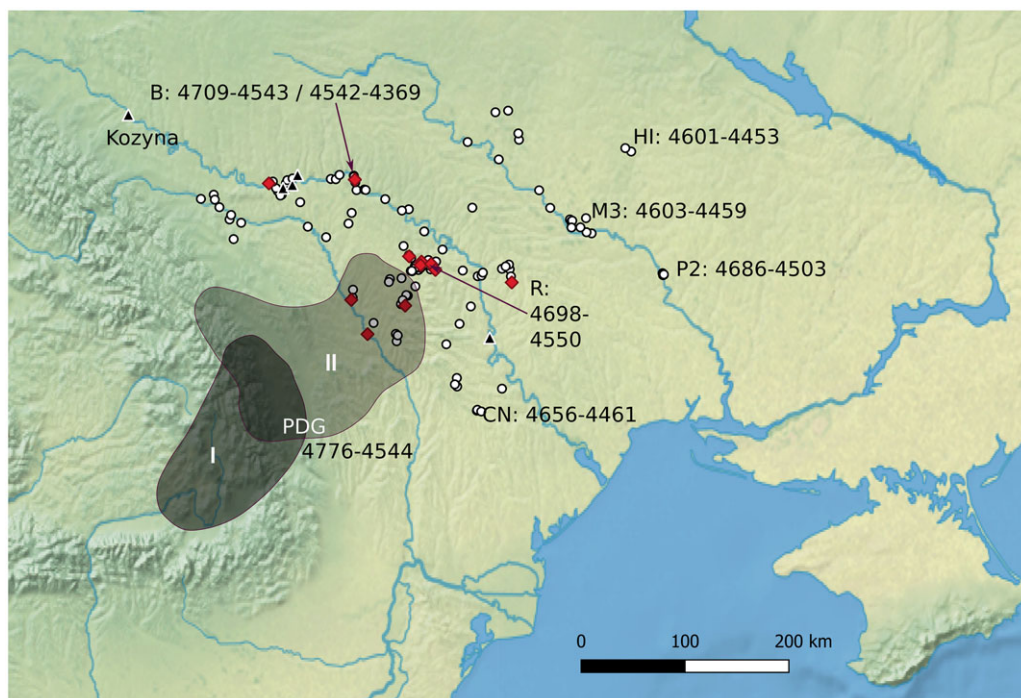 B: 4709-4543 / 4542-4369
Kozyna
HI: 4601-4453
M3: 4603-4459
P2: 4686-4503
R:
4698-
4550
II
CN: 4656-4461
PDG
4776-4544
I
0 100 200 km